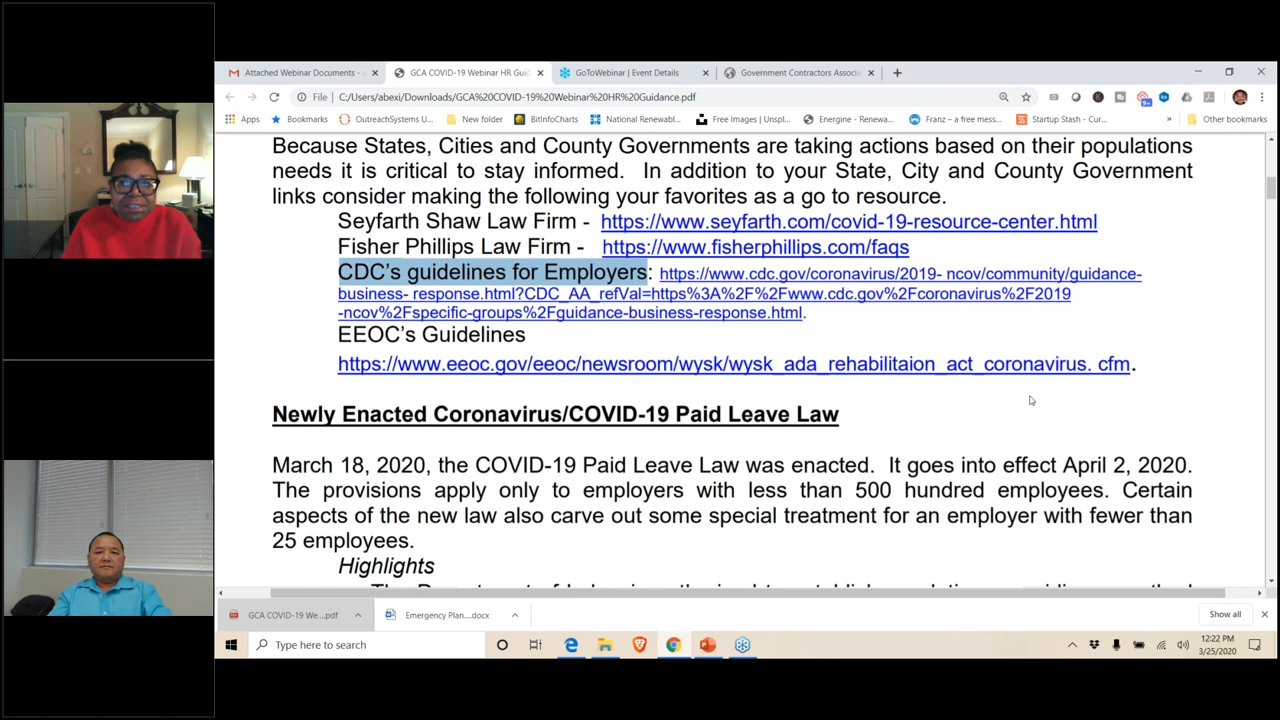 Attached Webinar Documents -
GCA COVID-19 Webinar HR Guid
GoToWebinar | Event Details
Government Contractors Associ
File | C:/Users/abexi/Downloads/GCA%20COVID-19%20Webinar%20HR%20Guidance.pdf
Apps Bookmarks OutreachSystems U... New folder BitInfoCharts National Renewabl... Free Images | Unspl... Energine - Renewa... Franz – a free mess... Startup Stash - Cur... » Other bookmarks
Because States, Cities and County Governments are taking actions based on their populations
needs it is critical to stay informed. In addition to your State, City and County Government
links consider making the following your favorites as a go to resource.
Seyfarth Shaw Law Firm - https://www.seyfarth.com/covid-19-resource-center.html
Fisher Phillips Law Firm - https://www.fisherphillips.com/faqs
CDC's guidelines for Employers: https://www.cdc.gov/coronavirus/2019- ncov/community/guidance-
business- response.html?CDC_AA_refVal=https%3A%2F%2Fwww.cdc.gov%2Fcoronavirus%2F2019
-ncov%2Fspecific-groups%2Fguidance-business-response.html.
EEOC's Guidelines
https://www.eeoc.gov/eeoc/newsroom/wysk/wysk_ada_rehabilitaion_act_coronavirus. cfm.
Newly Enacted Coronavirus/COVID-19 Paid Leave Law
March 18, 2020, the COVID-19 Paid Leave Law was enacted. It goes into effect April 2, 2020.
The provisions apply only to employers with less than 500 hundred employees. Certain
aspects of the new law also carve out some special treatment for an employer with fewer than
25 employees.
Highlights
GCA COVID-19 We....pdf
Emergency Plan....docx
Show all
Type here to search
12:22 PM
3/25/2020